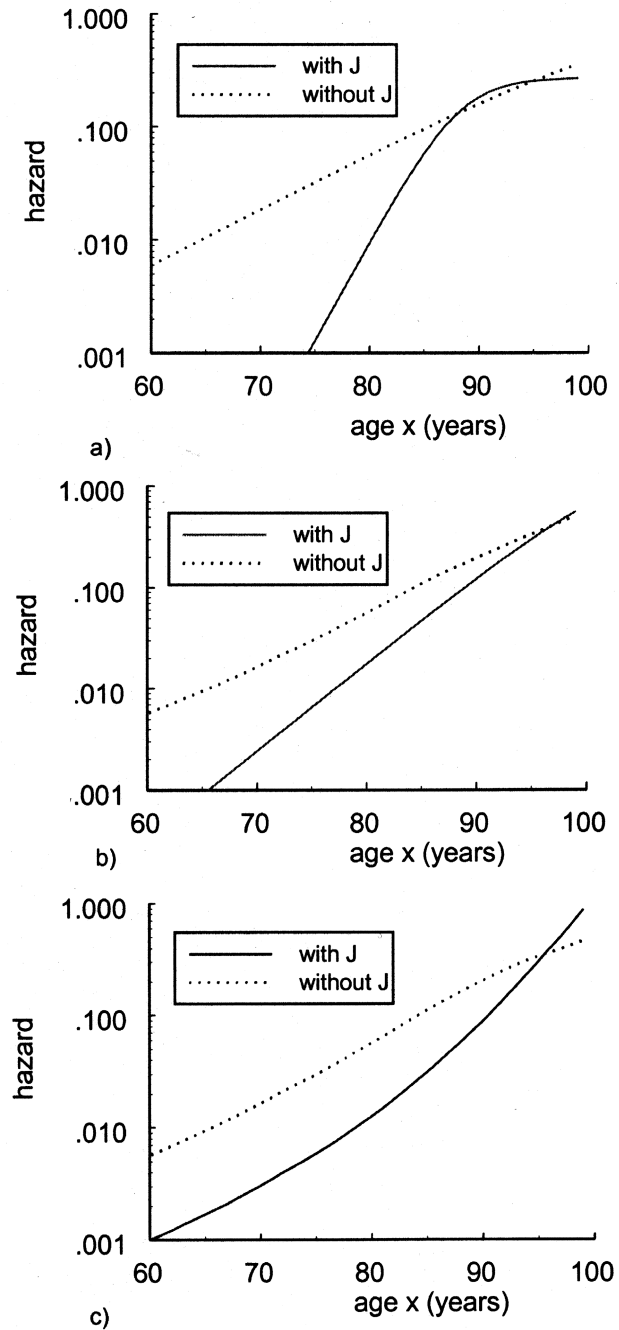 1.000
with J
without J
.100
hazard
.010
.001
60 70 80 90 100
age x (years)
a)
1.000
with J
without J
.100
hazard
.010
.001
60 70 80 90 100
age x (years)
b)
1.000
with J
without J
.100
hazard
.010
.001
60 70 80 90 100
age x (years)
c)